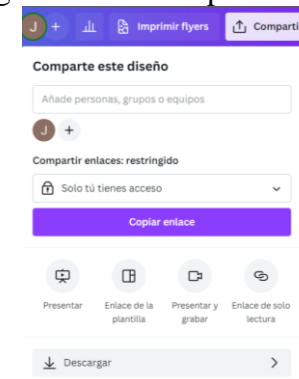 J + Imprimir flyers Comparti
Comparte este diseño
Añade personas, grupos o equipos
J +
Compartir enlaces: restringido
Solo tú tienes acceso
Copiar enlace
Presentar Enlace de la plantilla Presentar y grabar Enlace de solo lectura
Descargar